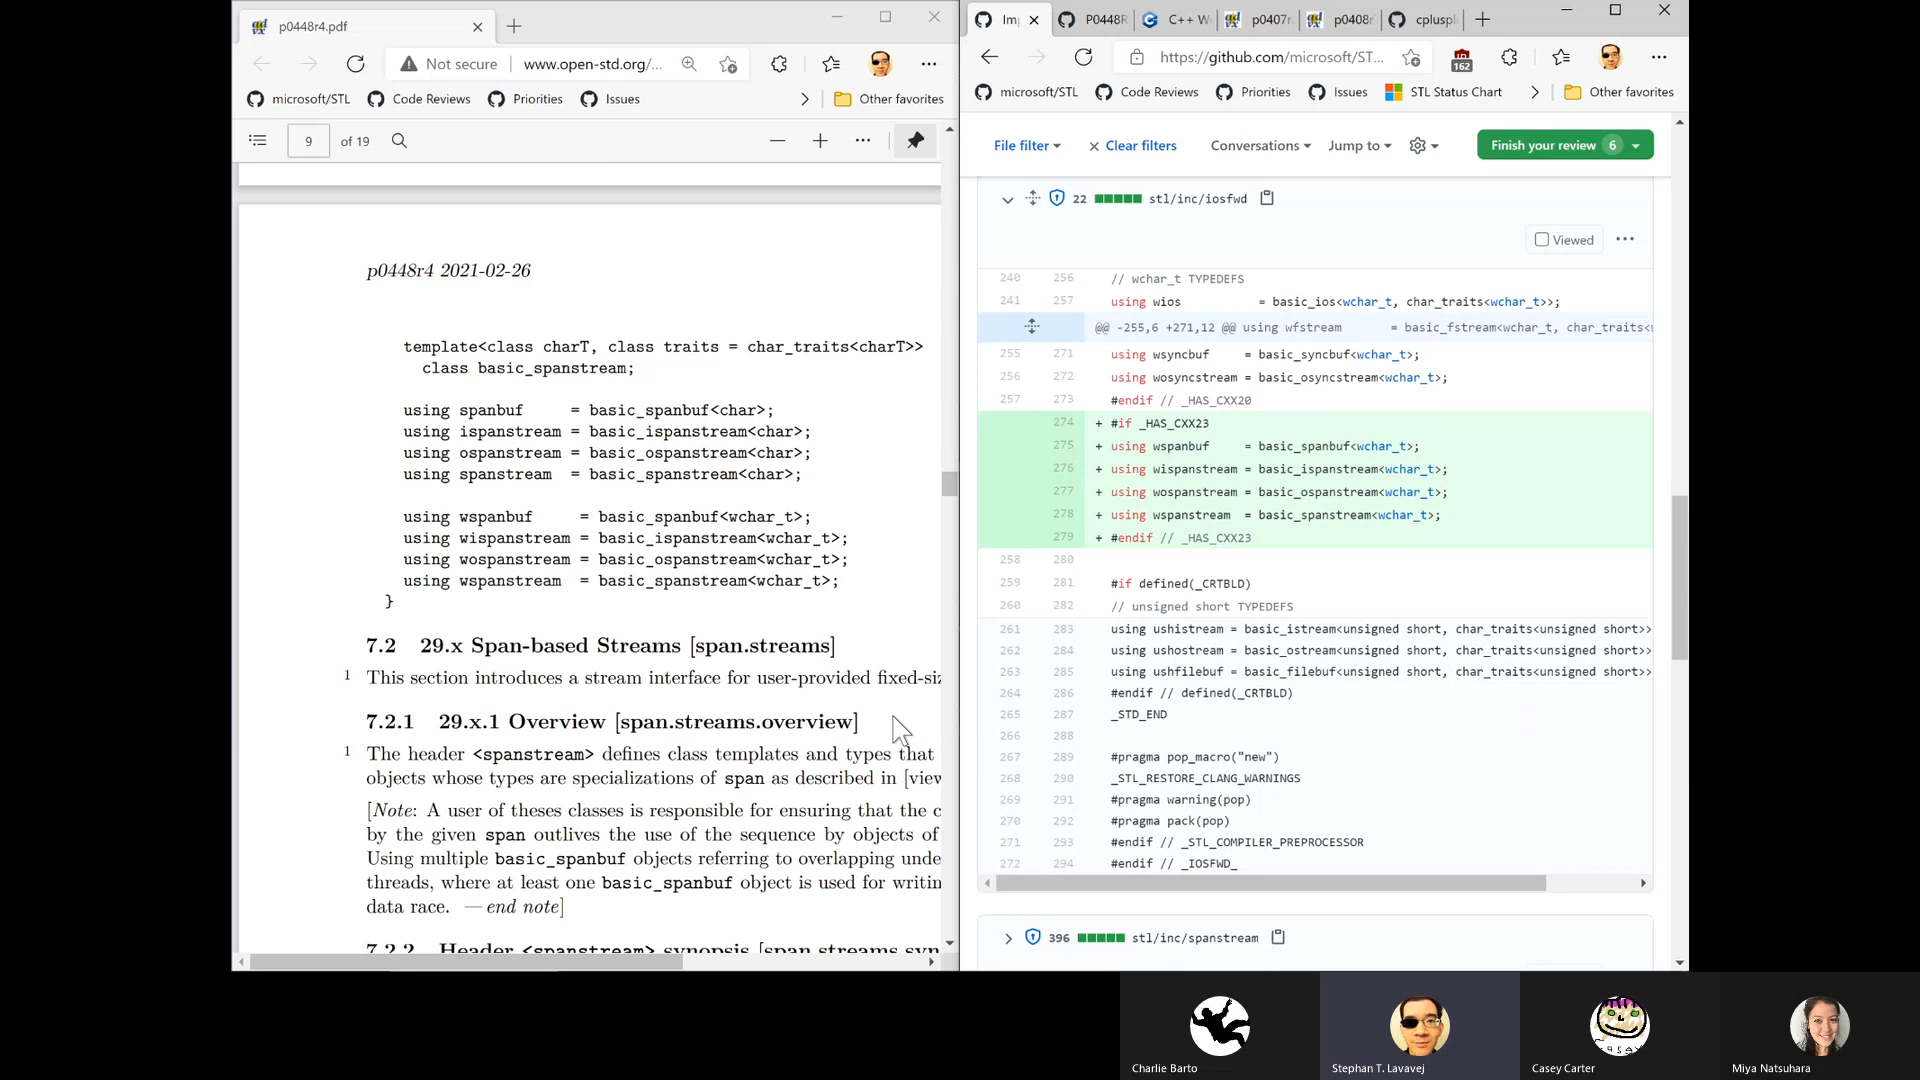 p0448r4.pdf
Not secure
www.open-std.org/...
microsoft/STL
Code Reviews
Priorities
Issues
Other favorites
9
of 19
p0448r4 2021-02-26
template<class charT, class traits = char_traits<charT>>
class basic_spanstream;
using spanbuf = basic_spanbuf<char>;
using ispanstream = basic_ispanstream<char>;
using ospanstream = basic_ospanstream<char>;
using spanstream = basic_spanstream<char>;
using wspanbuf = basic_spanbuf<wchar_t>;
using wispanstream = basic_ispanstream<wchar_t>;
using wospanstream = basic_ospanstream<wchar_t>;
using wspanstream = basic_spanstream<wchar_t>;
}
7.2 29.x Span-based Streams [span.streams]
1 This section introduces a stream interface for user-provided fixed-siz
7.2.1 29.x.1 Overview [span.streams.overview]
1 The header <spanstream> defines class templates and types that
objects whose types are specializations of span as described in [view
[Note: A user of theses classes is responsible for ensuring that the c
by the given span outlives the use of the sequence by objects of
Using multiple basic_spanbuf objects referring to overlapping unde
threads, where at least one basic_spanbuf object is used for writin
data race. —end note]
7.2.2 Header <spanstream> synopsis [span.streams.syn
Im
P0448R
C++ W
p0407r
p0408r
cpluspl
https://github.com/microsoft/ST...
162
microsoft/STL
Code Reviews
Priorities
Issues
STL Status Chart
Other favorites
File filter
Clear filters
Conversations
Jump to
Finish your review 6
22 stl/inc/iosfwd
Viewed
240 256 // wchar_t TYPEDEFS
241 257 using wios = basic_ios<wchar_t, char_traits<wchar_t>>;
@@ -255,6 +271,12 @@ using wfstream = basic_fstream<wchar_t, char_traits<w
255 271 using wsyncbuf = basic_syncbuf<wchar_t>;
256 272 using wosyncstream = basic_osyncstream<wchar_t>;
257 273 #endif // _HAS_CXX20
274 + #if _HAS_CXX23
275 + using wspanbuf = basic_spanbuf<wchar_t>;
276 + using wispanstream = basic_ispanstream<wchar_t>;
277 + using wospanstream = basic_ospanstream<wchar_t>;
278 + using wspanstream = basic_spanstream<wchar_t>;
279 + #endif // _HAS_CXX23
258 280
259 281 #if defined(_CRTBLD)
260 282 // unsigned short TYPEDEFS
261 283 using ushistream = basic_istream<unsigned short, char_traits<unsigned short>>
262 284 using ushostream = basic_ostream<unsigned short, char_traits<unsigned short>>
263 285 using ushfilebuf = basic_filebuf<unsigned short, char_traits<unsigned short>>
264 286 #endif // defined(_CRTBLD)
265 287 _STD_END
266 288
267 289 #pragma pop_macro("new")
268 290 _STL_RESTORE_CLANG_WARNINGS
269 291 #pragma warning(pop)
270 292 #pragma pack(pop)
271 293 #endif // _STL_COMPILER_PREPROCESSOR
272 294 #endif // _IOSFWD_
396 stl/inc/spanstream
Charlie Barto
Stephan T. Lavavej
Casey Carter
Miya Natsuhara